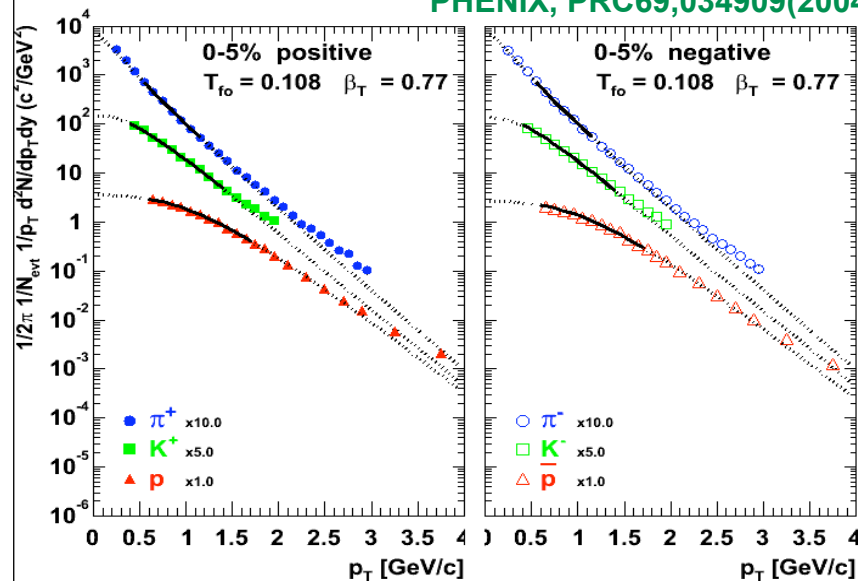 PHENIX, PRC69,034909(2004
1/2π 1/N_evt 1/p_T d²N/dp_Tdy (c²/GeV²)
10⁴
10³
10²
10
1
10⁻¹
10⁻²
10⁻³
10⁻⁴
10⁻⁵
10⁻⁶
0-5% positive
T_fo = 0.108 β_T = 0.77
π⁺ x10.0
K⁺ x5.0
p x1.0
0 0.5 1 1.5 2 2.5 3 3.5 4
p_T [GeV/c]
0-5% negative
T_fo = 0.108 β_T = 0.77
π⁻ x10.0
K⁻ x5.0
p̅ x1.0
0.5 1 1.5 2 2.5 3 3.5 4
p_T [GeV/c]